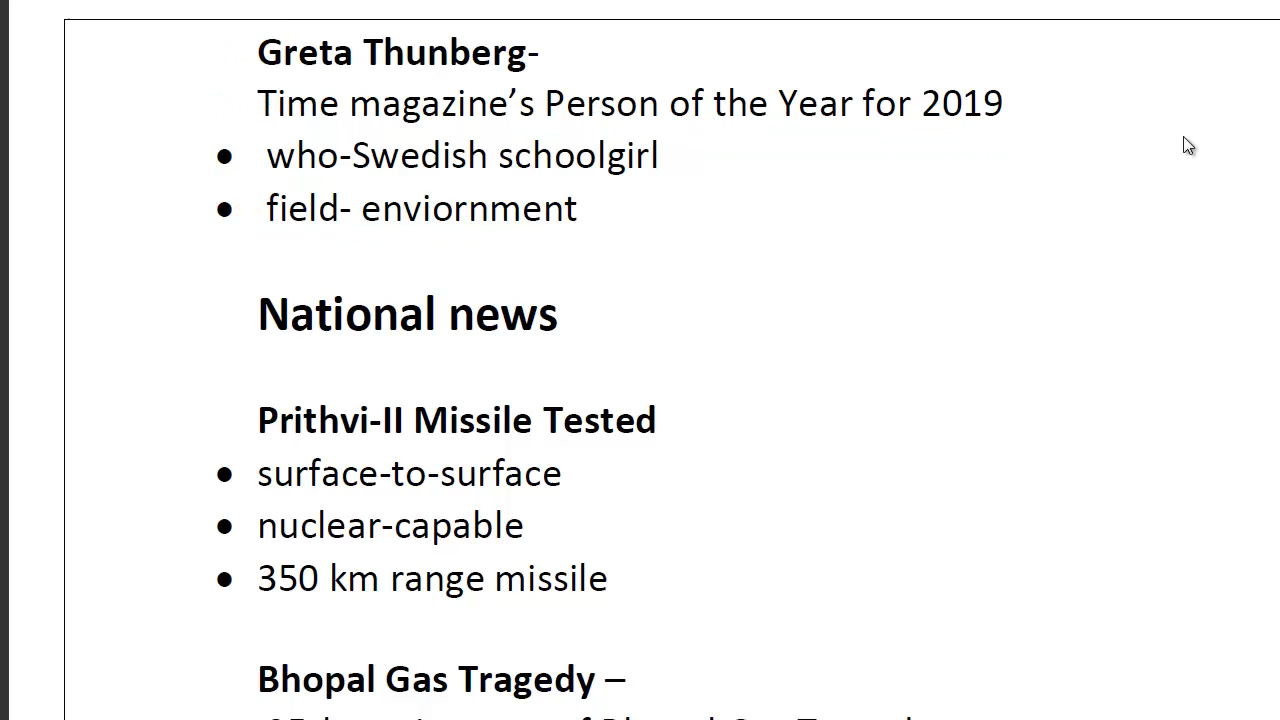 Greta Thunberg-
Time magazine’s Person of the Year for 2019
• who-Swedish schoolgirl
• field- enviornment
National news
Prithvi-II Missile Tested
• surface-to-surface
• nuclear-capable
• 350 km range missile
Bhopal Gas Tragedy –